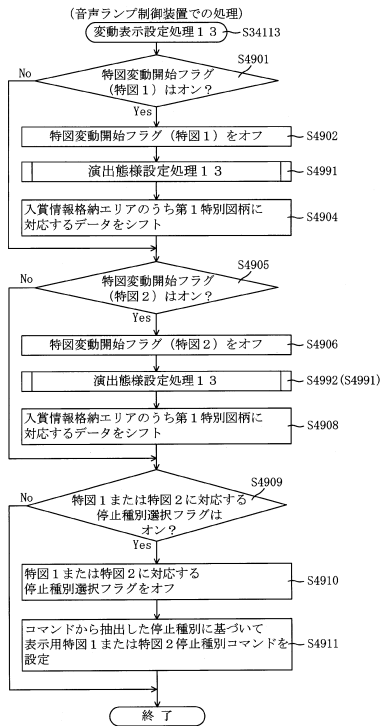 (音声ランプ制御装置での処理)
変動表示設定処理13
S34113
S4901
特図変動開始フラグ
(特図1)はオン?
No
Yes
特図変動開始フラグ(特図1)をオフ
S4902
演出態様設定処理13
S4991
入賞情報格納エリアのうち第1特別図柄に
対応するデータをシフト
S4904
S4905
特図変動開始フラグ
(特図2)はオン?
No
Yes
特図変動開始フラグ(特図2)をオフ
S4906
演出態様設定処理13
S4992(S4991)
入賞情報格納エリアのうち第1特別図柄に
対応するデータをシフト
S4908
S4909
特図1または特図2に対応する
停止種別選択フラグは
オン?
No
Yes
特図1または特図2に対応する
停止種別選択フラグをオフ
S4910
コマンドから抽出した停止種別に基づいて
表示用特図1または特図2停止種別コマンドを
設定
S4911
終了